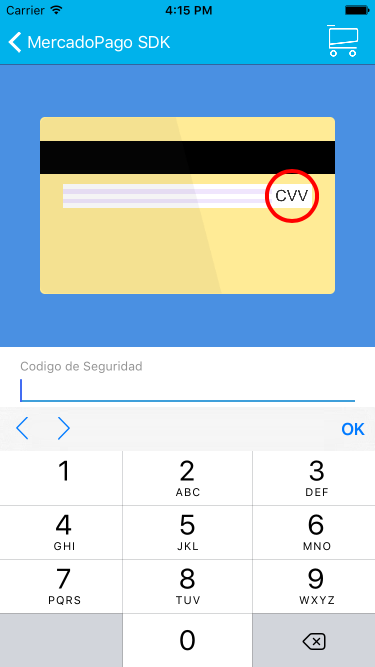 Carrier 4:15 PM
MercadoPago SDK
CVV
Codigo de Seguridad
OK
1 2 3
ABC DEF
4 5 6
GHI JKL MNO
7 8 9
PQRS TUV WXYZ
0